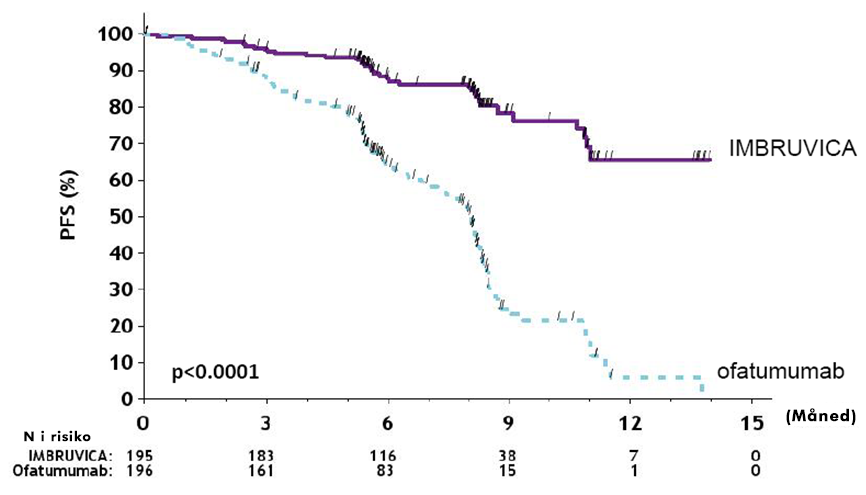 100
90
80
70
60
50
40
30
20
10
0
PFS (%)
IMBRUVICA
ofatumumab
p<0.0001
0 3 6 9 12 15 (Måned)
N i risiko
IMBRUVICA: 195 183 116 38 7 0
Ofatumumab: 196 161 83 15 1 0